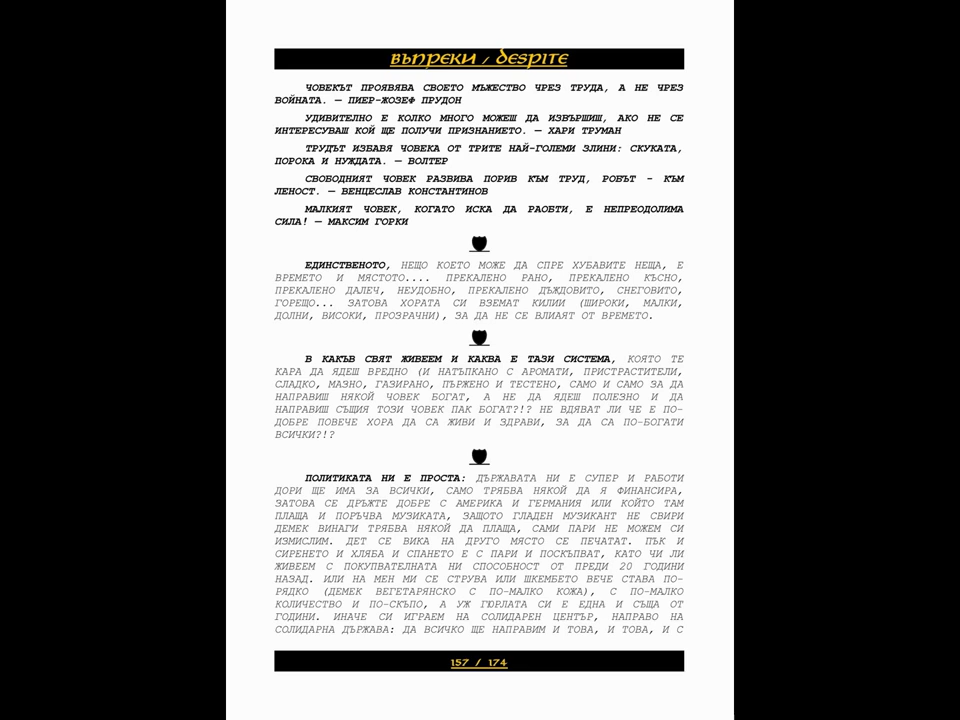 ВЪПРЕКИ / DESPITE
ЧОВЕКЪТ ПРОЯВЯВА СВОЕТО МЪЖЕСТВО ЧРЕЗ ТРУДА, А НЕ ЧРЕЗ
ВОЙНАТА. — ПИЕР-ЖОЗЕФ ПРУДОН
УДИВИТЕЛНО Е КОЛКО МНОГО МОЖЕШ ДА ИЗВЪРШИШ, АКО НЕ СЕ
ИНТЕРЕСУВАШ КОЙ ЩЕ ПОЛУЧИ ПРИЗНАНИЕТО. — ХАРИ ТРУМАН
ТРУДЪТ ИЗБАВЯ ЧОВЕКА ОТ ТРИТЕ НАЙ-ГОЛЕМИ ЗЛИНИ: СКУКАТА,
ПОРОКА И НУЖДАТА. — ВОЛТЕР
СВОБОДНИЯТ ЧОВЕК РАЗВИВА ПОРИВ КЪМ ТРУД, РОБЪТ - КЪМ
ЛЕНОСТ. — ВЕНЦЕСЛАВ КОНСТАНТИНОВ
МАЛКИЯТ ЧОВЕК, КОГАТО ИСКА ДА РАОБТИ, Е НЕПРЕОДОЛИМА
СИЛА! — МАКСИМ ГОРКИ
ЕДИНСТВЕНОТО, НЕЩО КОЕТО МОЖЕ ДА СПРЕ ХУБАВИТЕ НЕЩА, Е
ВРЕМЕТО И МЯСТОТО.... ПРЕКАЛЕНО РАНО, ПРЕКАЛЕНО КЪСНО,
ПРЕКАЛЕНО ДАЛЕЧ, НЕУДОБНО, ПРЕКАЛЕНО ДЪЖДОВИТО, СНЕГОВИТО,
ГОРЕЩО... ЗАТОВА ХОРАТА СИ ВЗЕМАТ КИЛИИ (ШИРОКИ, МАЛКИ,
ДОЛНИ, ВИСОКИ, ПРОЗРАЧНИ), ЗА ДА НЕ СЕ ВЛИАЯТ ОТ ВРЕМЕТО.
В КАКЪВ СВЯТ ЖИВЕЕМ И КАКВА Е ТАЗИ СИСТЕМА, КОЯТО ТЕ
КАРА ДА ЯДЕШ ВРЕДНО (И НАТЪПКАНО С АРОМАТИ, ПРИСТРАСТИТЕЛИ,
СЛАДКО, МАЗНО, ГАЗИРАНО, ПЪРЖЕНО И ТЕСТЕНО, САМО И САМО ЗА ДА
НАПРАВИШ НЯКОЙ ЧОВЕК БОГАТ, А НЕ ДА ЯДЕШ ПОЛЕЗНО И ДА
НАПРАВИШ СЪЩИЯ ТОЗИ ЧОВЕК ПАК БОГАТ?!? НЕ ВДЯВАТ ЛИ ЧЕ Е ПО-
ДОБРЕ ПОВЕЧЕ ХОРА ДА СА ЖИВИ И ЗДРАВИ, ЗА ДА СА ПО-БОГАТИ
ВСИЧКИ?!?
ПОЛИТИКАТА НИ Е ПРОСТА: ДЪРЖАВАТА НИ Е СУПЕР И РАБОТИ
ДОРИ ЩЕ ИМА ЗА ВСИЧКИ, САМО ТРЯБВА НЯКОЙ ДА Я ФИНАНСИРА,
ЗАТОВА СЕ ДРЪЖТЕ ДОБРЕ С АМЕРИКА И ГЕРМАНИЯ ИЛИ КОЙТО ТАМ
ПЛАЩА И ПОРЪЧВА МУЗИКАТА, ЗАЩОТО ГЛАДЕН МУЗИКАНТ НЕ СВИРИ
ДЕМЕК ВИНАГИ ТРЯБВА НЯКОЙ ДА ПЛАЩА, САМИ ПАРИ НЕ МОЖЕМ СИ
ИЗМИСЛИМ. ДЕТ СЕ ВИКА НА ДРУГО МЯСТО СЕ ПЕЧАТАТ. ПЪК И
СИРЕНЕТО И ХЛЯБА И СПАНЕТО Е С ПАРИ И ПОСКЪПВАТ, КАТО ЧИ ЛИ
ЖИВЕЕМ С ПОКУПВАТЕЛНАТА НИ СПОСОБНОСТ ОТ ПРЕДИ 20 ГОДИНИ
НАЗАД. ИЛИ НА МЕН МИ СЕ СТРУВА ИЛИ ШКЕМБЕТО ВЕЧЕ СТАВА ПО-
РЯДКО (ДЕМЕК ВЕГЕТАРЯНСКО С ПО-МАЛКО КОЖА), С ПО-МАЛКО
КОЛИЧЕСТВО И ПО-СКЪПО, А УЖ ГЮРЛАТА СИ Е ЕДНА И СЪЩА ОТ
ГОДИНИ. ИНАЧЕ СИ ИГРАЕМ НА СОЛИДАРЕН ЦЕНТЪР, НАПРАВО НА
СОЛИДАРНА ДЪРЖАВА: ДА ВСИЧКО ЩЕ НАПРАВИМ И ТОВА, И ТОВА, И С
157 / 174